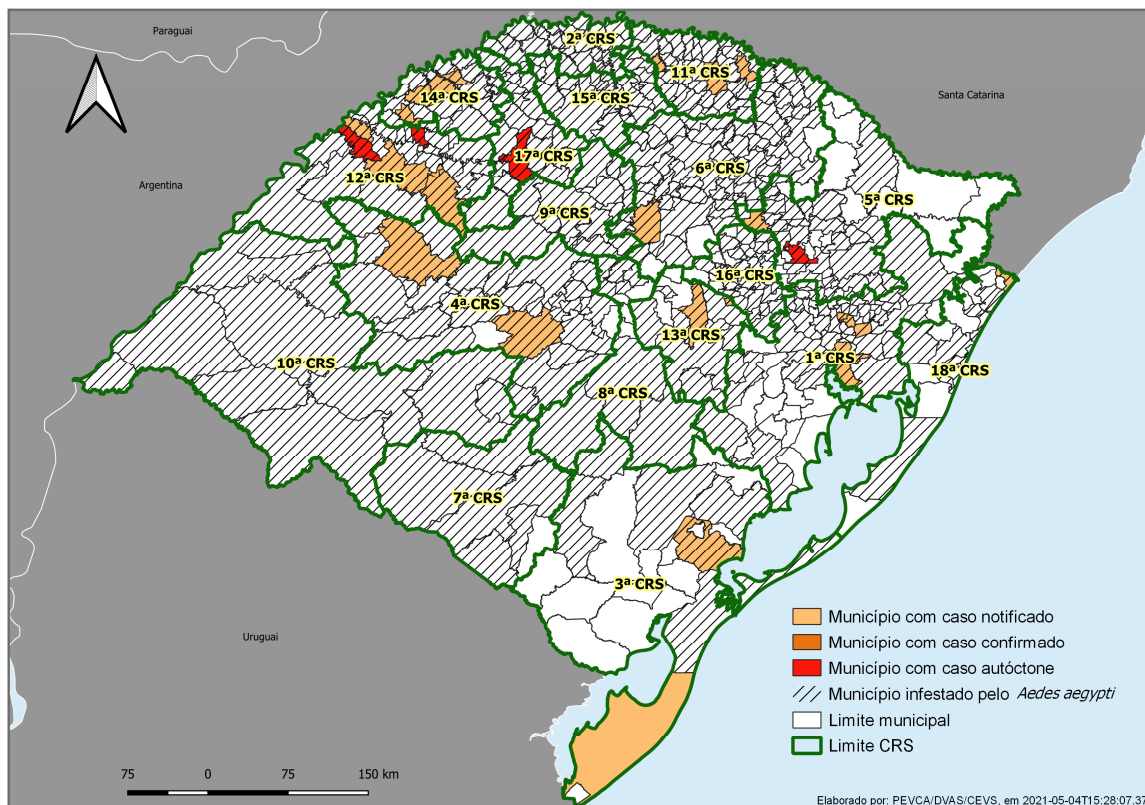 Paraguai
2ª CRS
11ª CRS
14ª CRS
15ª CRS
Santa Catarina
17ª CRS
6ª CRS
12ª CRS
Argentina
5ª CRS
9ª CRS
16ª CRS
4ª CRS
13ª CRS
1ª CRS
10ª CRS
18ª CRS
8ª CRS
7ª CRS
3ª CRS
Uruguai
Município com caso notificado
Município com caso confirmado
Município com caso autóctone
Município infestado pelo Aedes aegypti
Limite municipal
Limite CRS
75 0 75 150 km
Elaborado por: PEVCA/DVAS/CEVS, em 2021-05-04T15:28:07.37